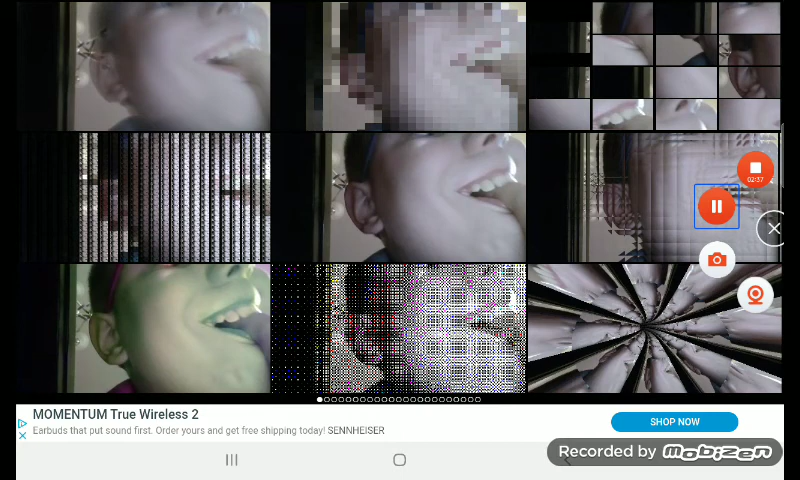 02:37
MOMENTUM True Wireless 2
Earbuds that put sound first. Order yours and get free shipping today! SENNHEISER
SHOP NOW
Recorded by mobizen